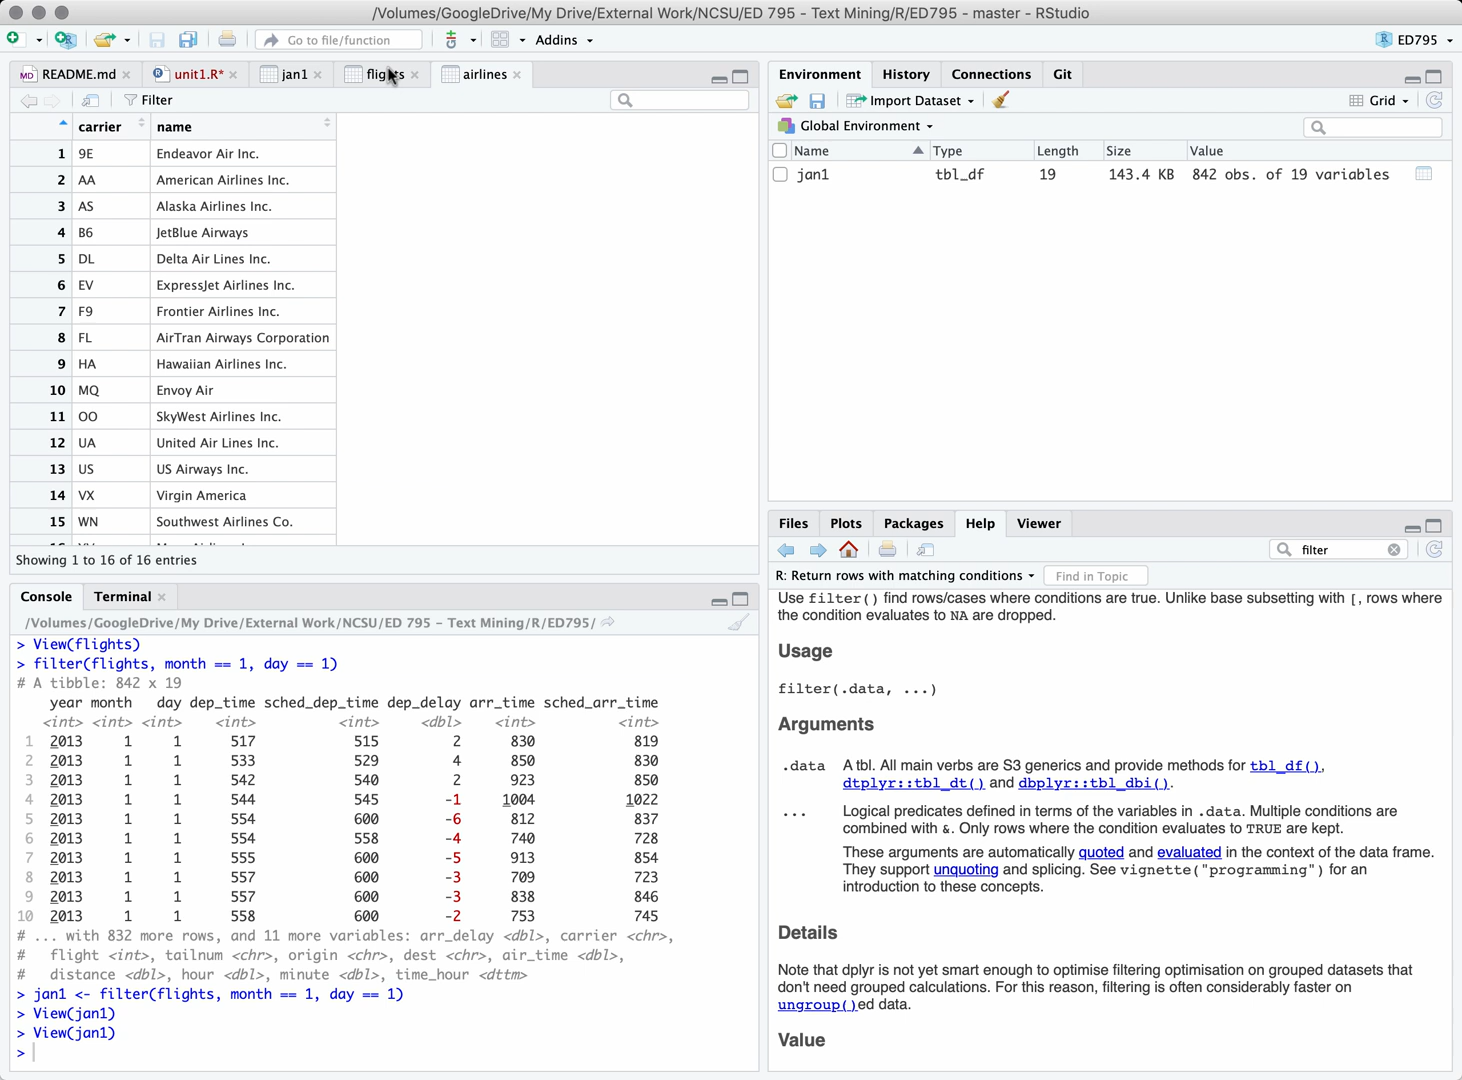 /Volumes/GoogleDrive/My Drive/External Work/NCSU/ED 795 - Text Mining/R/ED795 - master - RStudio
Go to file/function
Addins
ED795
README.md
unit1.R*
jan1
flights
airlines
Filter
carrier name
1 9E Endeavor Air Inc.
2 AA American Airlines Inc.
3 AS Alaska Airlines Inc.
4 B6 JetBlue Airways
5 DL Delta Air Lines Inc.
6 EV ExpressJet Airlines Inc.
7 F9 Frontier Airlines Inc.
8 FL AirTran Airways Corporation
9 HA Hawaiian Airlines Inc.
10 MQ Envoy Air
11 OO SkyWest Airlines Inc.
12 UA United Air Lines Inc.
13 US US Airways Inc.
14 VX Virgin America
15 WN Southwest Airlines Co.
Showing 1 to 16 of 16 entries
Console Terminal
/Volumes/GoogleDrive/My Drive/External Work/NCSU/ED 795 - Text Mining/R/ED795/
> View(flights)
> filter(flights, month == 1, day == 1)
# A tibble: 842 x 19
year month day dep_time sched_dep_time dep_delay arr_time sched_arr_time
<int> <int> <int> <int> <int> <dbl> <int> <int>
1 2013 1 1 517 515 2 830 819
2 2013 1 1 533 529 4 850 830
3 2013 1 1 542 540 2 923 850
4 2013 1 1 544 545 -1 1004 1022
5 2013 1 1 554 600 -6 812 837
6 2013 1 1 554 558 -4 740 728
7 2013 1 1 555 600 -5 913 854
8 2013 1 1 557 600 -3 709 723
9 2013 1 1 557 600 -3 838 846
10 2013 1 1 558 600 -2 753 745
# ... with 832 more rows, and 11 more variables: arr_delay <dbl>, carrier <chr>,
# flight <int>, tailnum <chr>, origin <chr>, dest <chr>, air_time <dbl>,
# distance <dbl>, hour <dbl>, minute <dbl>, time_hour <dttm>
> jan1 <- filter(flights, month == 1, day == 1)
> View(jan1)
> View(jan1)
>
Environment History Connections Git
Import Dataset
Grid
Global Environment
Name Type Length Size Value
jan1 tbl_df 19 143.4 KB 842 obs. of 19 variables
Files Plots Packages Help Viewer
filter
R: Return rows with matching conditions
Find in Topic
Use filter() find rows/cases where conditions are true. Unlike base subsetting with [, rows where
the condition evaluates to NA are dropped.
Usage
filter(.data, ...)
Arguments
.data A tbl. All main verbs are S3 generics and provide methods for tbl_df(),
dtplyr::tbl_dt() and dbplyr::tbl_dbi().
... Logical predicates defined in terms of the variables in .data. Multiple conditions are
combined with &. Only rows where the condition evaluates to TRUE are kept.
These arguments are automatically quoted and evaluated in the context of the data frame.
They support unquoting and splicing. See vignette("programming") for an
introduction to these concepts.
Details
Note that dplyr is not yet smart enough to optimise filtering optimisation on grouped datasets that
don't need grouped calculations. For this reason, filtering is often considerably faster on
ungroup()ed data.
Value